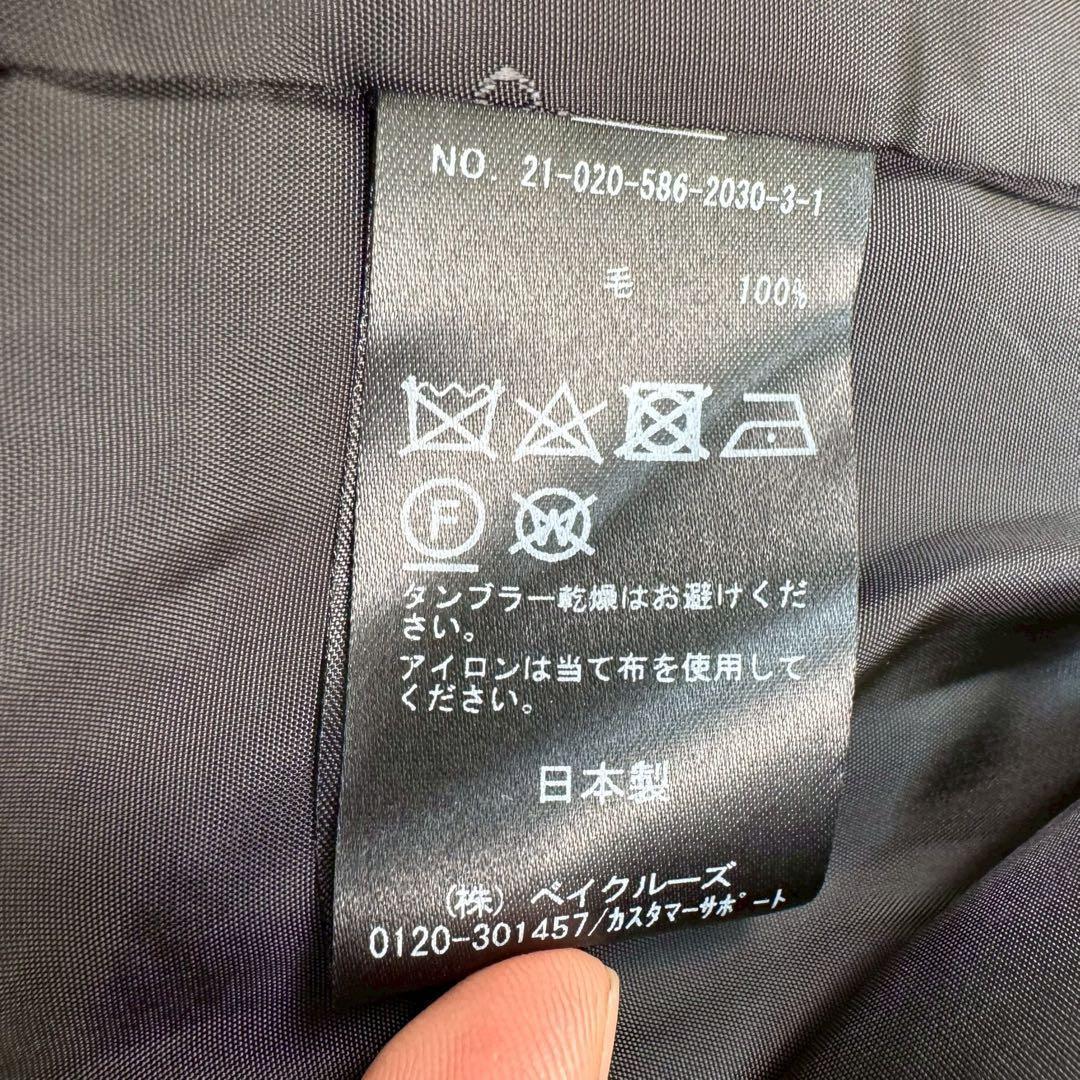 NO. 21-020-586-2030-3-1
毛 100%
F
W
タンブラー乾燥はお避けくだ
さい。
アイロンは当て布を使用して
ください。
日本製
(株) ベイクルーズ
0120-301457/カスタマーサポート